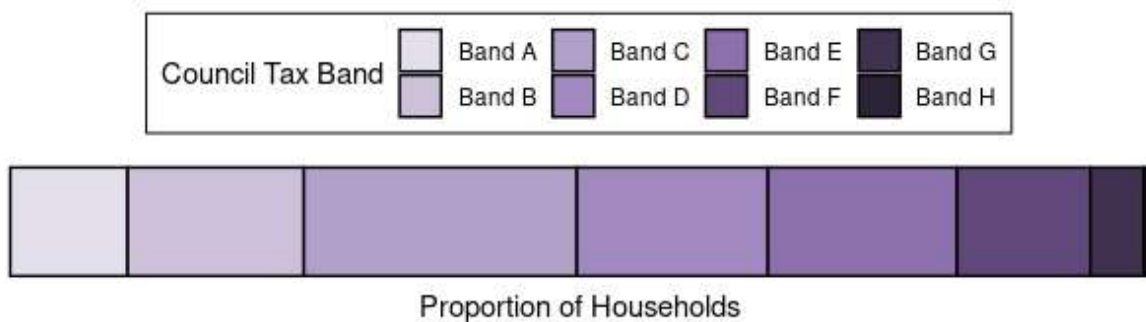 Council Tax Band
Band A
Band C
Band E
Band G
Band B
Band D
Band F
Band H
Proportion of Households